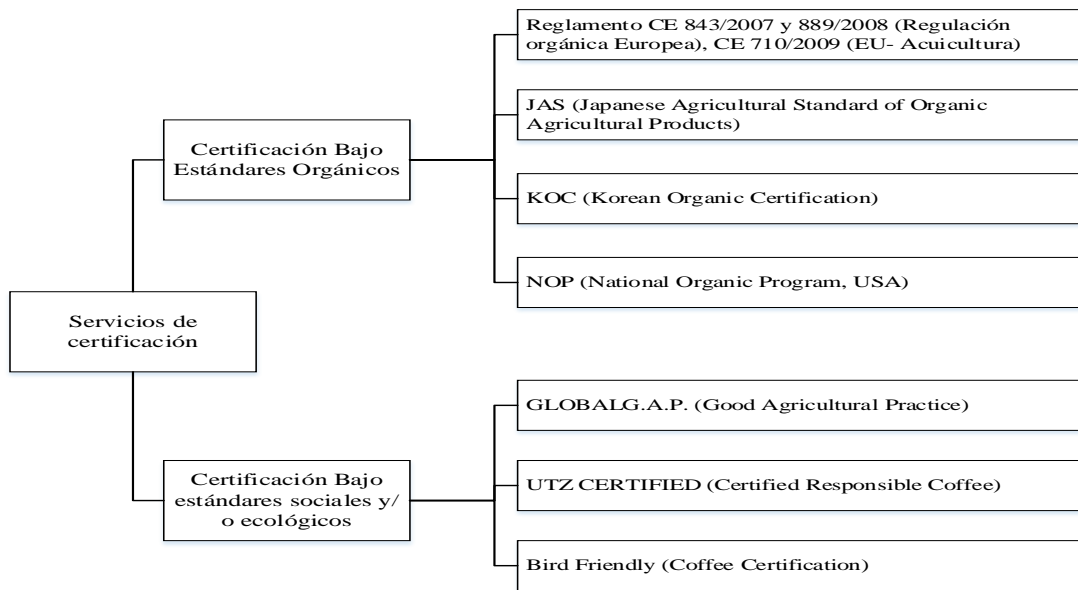 Reglamento CE 843/2007 y 889/2008 (Regulación
orgánica Europea), CE 710/2009 (EU- Acuicultura)
JAS (Japanese Agricultural Standard of Organic
Agricultural Products)
Certificación Bajo
Estándares Orgánicos
KOC (Korean Organic Certification)
NOP (National Organic Program, USA)
Servicios de
certificación
GLOBALG.A.P. (Good Agricultural Practice)
Certificación Bajo
estándares sociales y/
o ecológicos
UTZ CERTIFIED (Certified Responsible Coffee)
Bird Friendly (Coffee Certification)